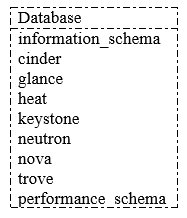 Database
information_schema
cinder
glance
heat
keystone
neutron
nova
trove
performance_schema